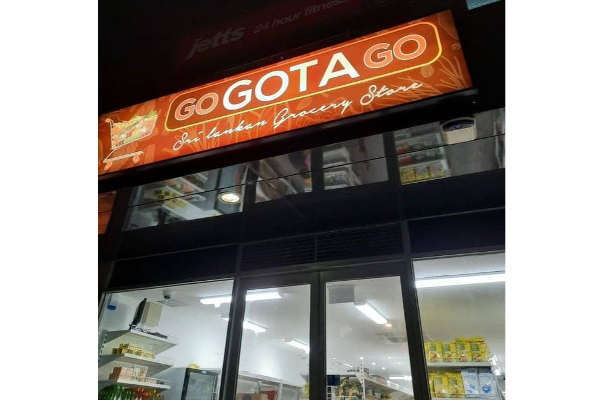 jetts 24 hour fitness
GO GOTA GO
Sri-lankan Grocery Store